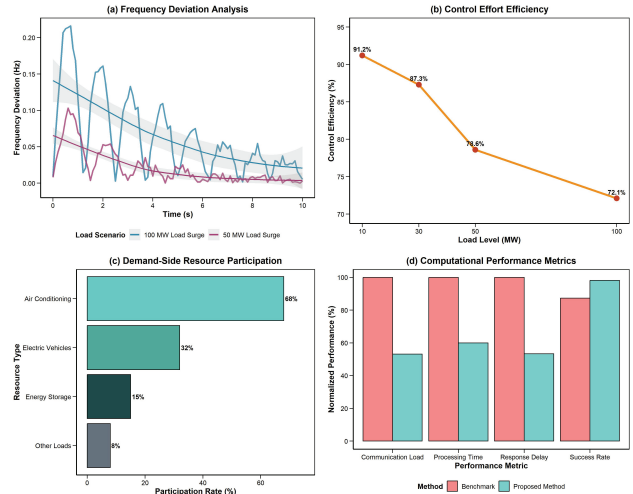 (a) Frequency Deviation Analysis
Frequency Deviation (Hz)
0.20
0.15
0.10
0.05
0.00
0
2
4
6
8
10
Time (s)
Load Scenario 100 MW Load Surge 50 MW Load Surge
(b) Control Effort Efficiency
Control Efficiency (%)
95
90
85
80
75
70
91.2%
87.3%
78.6%
72.1%
10
30
50
100
Load Level (MW)
(c) Demand-Side Resource Participation
Resource Type
Air Conditioning
68%
Electric Vehicles
32%
Energy Storage
15%
Other Loads
8%
0
20
40
60
Participation Rate (%)
(d) Computational Performance Metrics
Normalized Performance (%)
100
80
60
40
20
0
Communication Load
Processing Time
Response Delay
Success Rate
Performance Metric
Method Benchmark Proposed Method